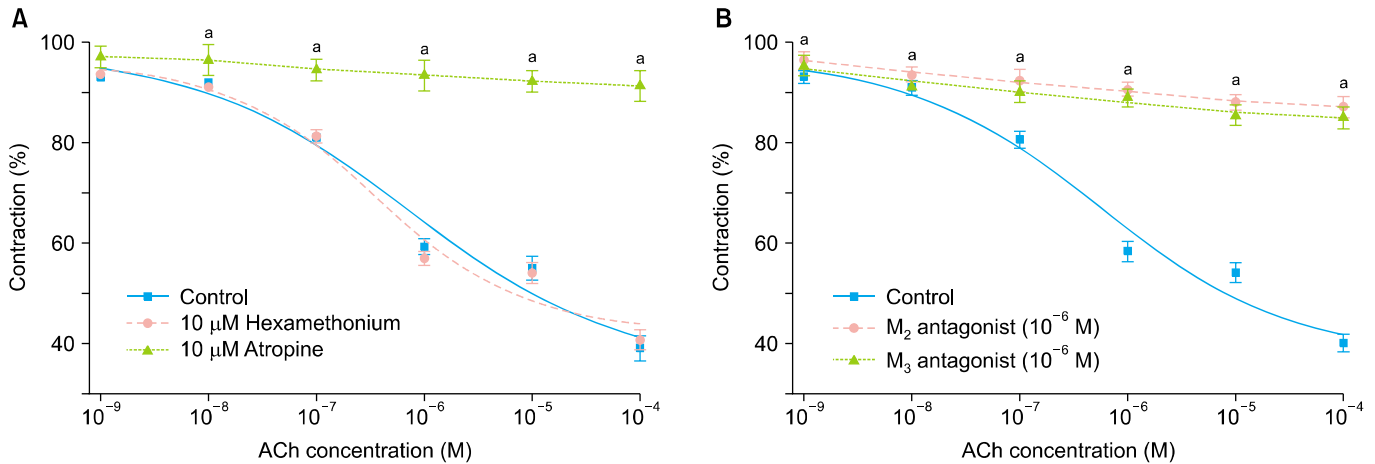 A
a a a a a
100
80
60
40
Contraction (%)
Control
10 μM Hexamethonium
10 μM Atropine
10⁻⁹ 10⁻⁸ 10⁻⁷ 10⁻⁶ 10⁻⁵ 10⁻⁴
ACh concentration (M)
B
a a a a a a
100
80
60
40
Contraction (%)
Control
M₂ antagonist (10⁻⁶ M)
M₃ antagonist (10⁻⁶ M)
10⁻⁹ 10⁻⁸ 10⁻⁷ 10⁻⁶ 10⁻⁵ 10⁻⁴
ACh concentration (M)